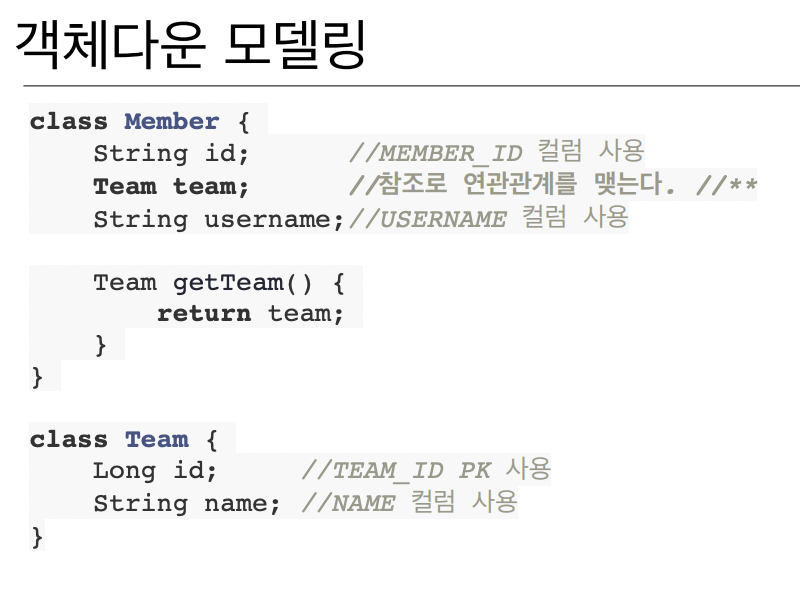 객체다운 모델링
class Member {
    String id;      //MEMBER_ID 컬럼 사용
    Team team;      //참조로 연관관계를 맺는다. //**
    String username;//USERNAME 컬럼 사용
    Team getTeam() {
        return team;
    }
}
class Team {
    Long id;     //TEAM_ID PK 사용
    String name; //NAME 컬럼 사용
}